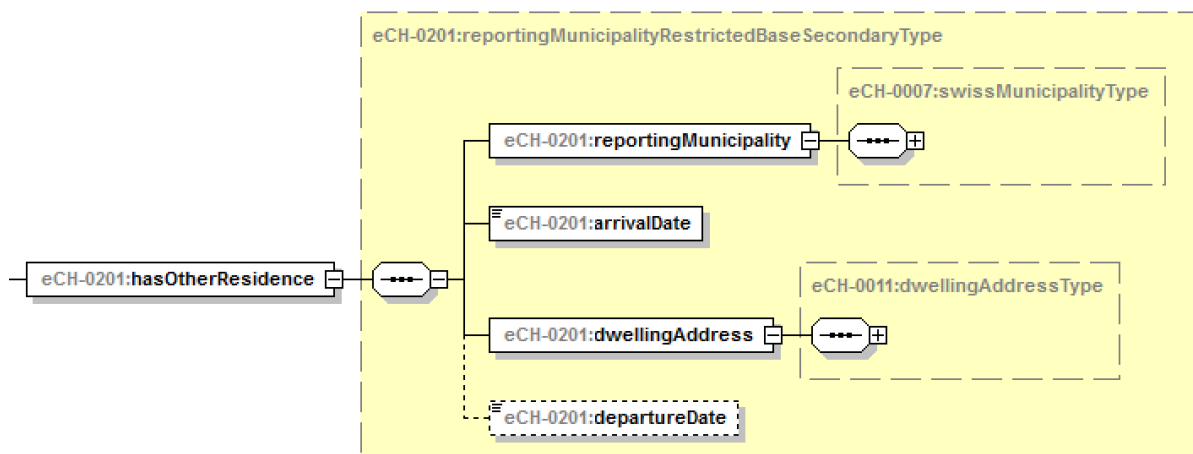 eCH-0201:reportingMunicipalityRestrictedBaseSecondaryType
eCH-0007:swissMunicipalityType
eCH-0201:reportingMunicipality
eCH-0201:arrivalDate
eCH-0201:hasOtherResidence
eCH-0011:dwellingAddressType
eCH-0201:dwellingAddress
eCH-0201:departureDate